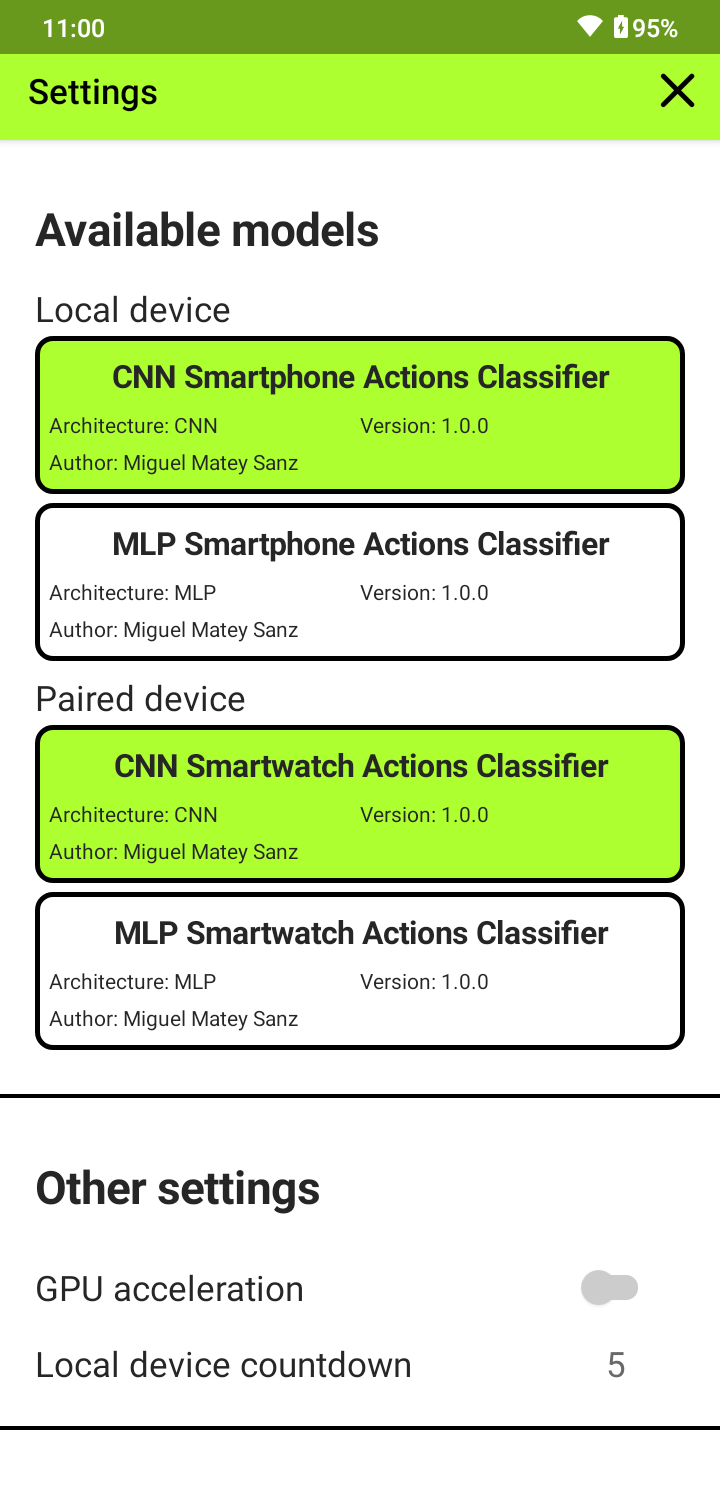 11:00 95%
Settings
Available models
Local device
CNN Smartphone Actions Classifier
Architecture: CNN Version: 1.0.0
Author: Miguel Matey Sanz
MLP Smartphone Actions Classifier
Architecture: MLP Version: 1.0.0
Author: Miguel Matey Sanz
Paired device
CNN Smartwatch Actions Classifier
Architecture: CNN Version: 1.0.0
Author: Miguel Matey Sanz
MLP Smartwatch Actions Classifier
Architecture: MLP Version: 1.0.0
Author: Miguel Matey Sanz
Other settings
GPU acceleration
Local device countdown 5